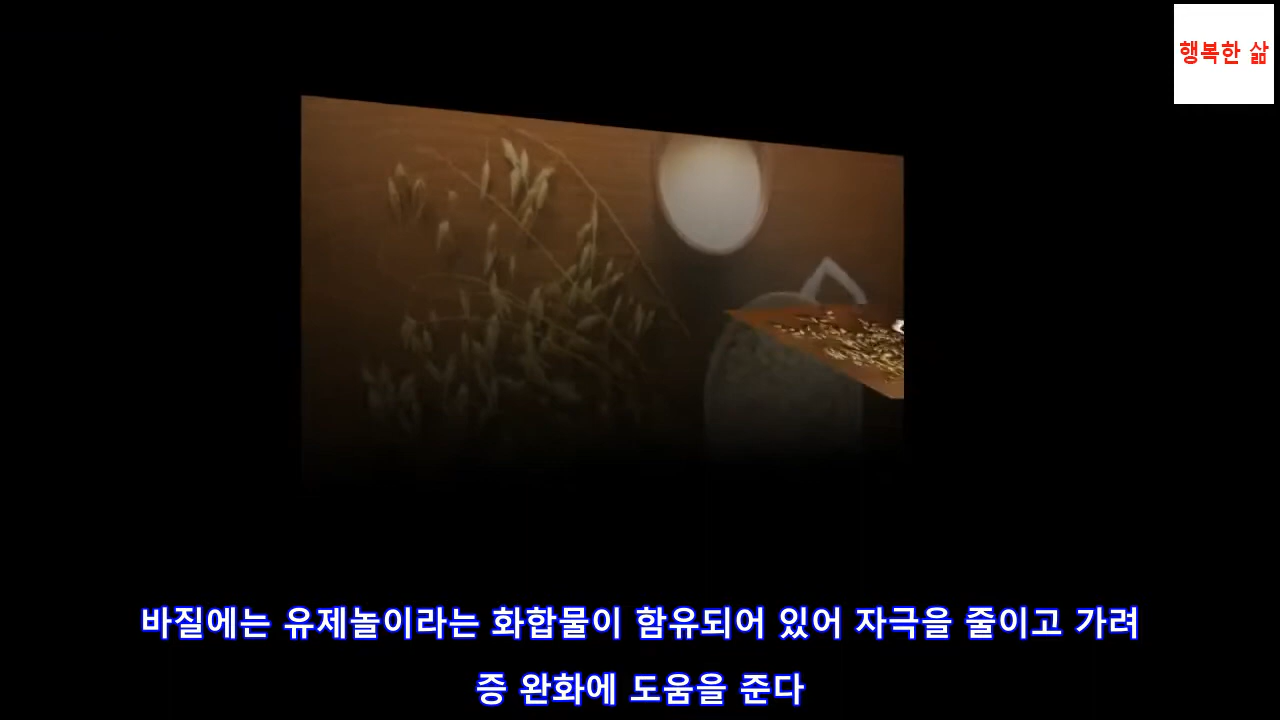 행복한 삶
바질에는 유제놀이라는 화합물이 함유되어 있어 자극을 줄이고 가려
증 완화에 도움을 준다